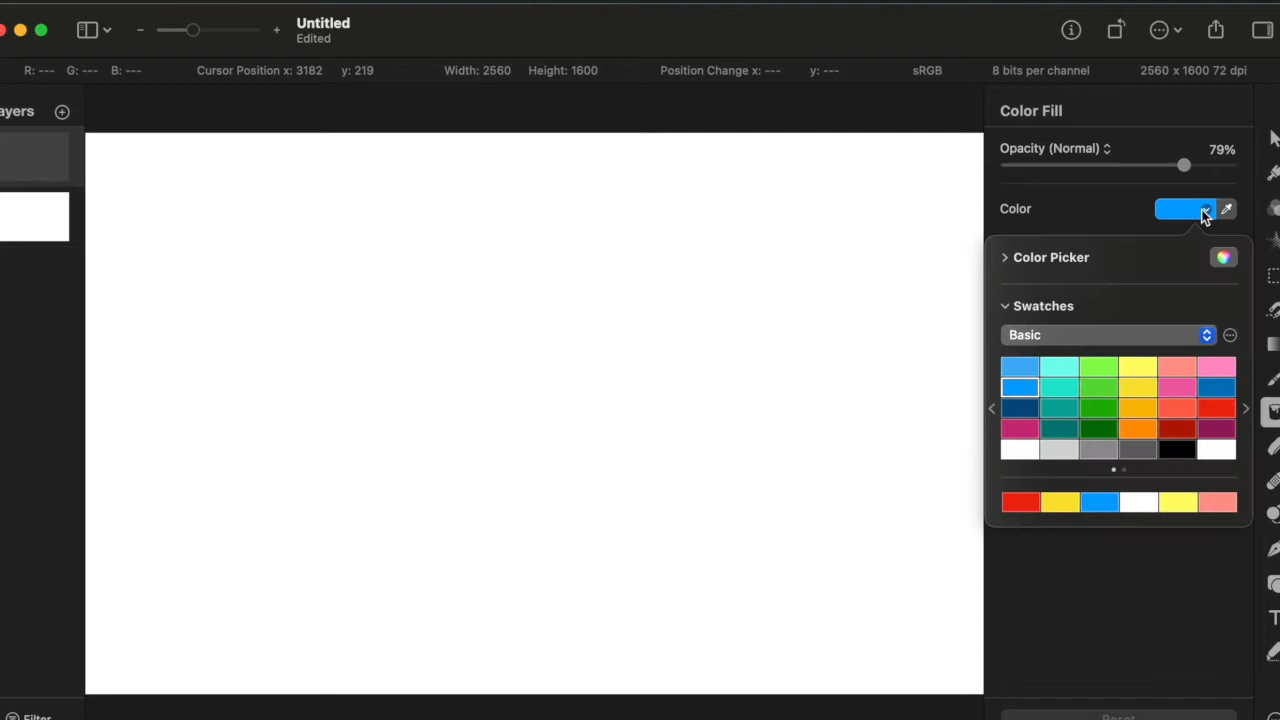 Untitled
Edited
R: --- G: --- B: --- Cursor Position x: 3182 y: 219 Width: 2560 Height: 1600 Position Change x: --- y: --- sRGB 8 bits per channel 2560 x 1600 72 dpi
ayers
Color Fill
Opacity (Normal) 79%
Color
Color Picker
Swatches
Basic
Filter
Reset